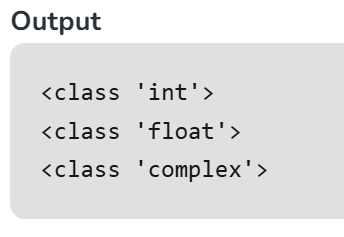 Output
<class 'int'>
<class 'float'>
<class 'complex'>